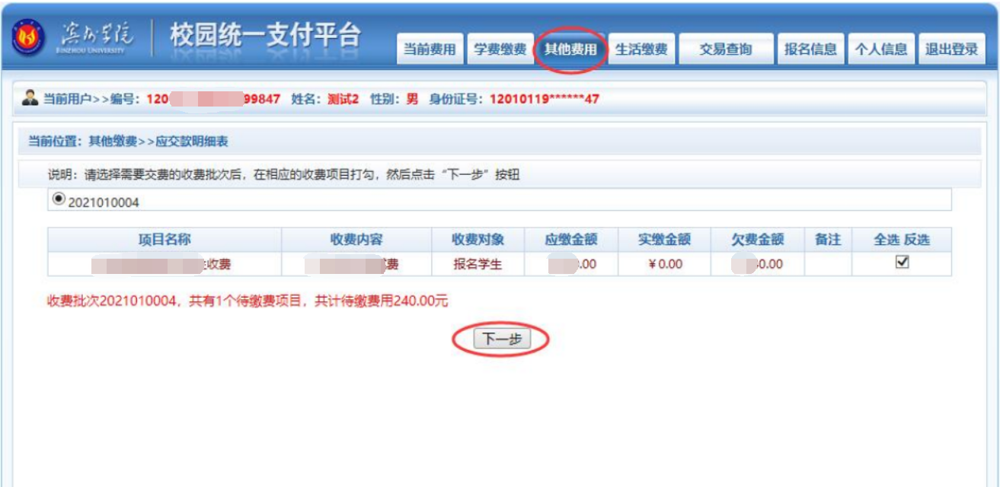 滨州学院
BINZHOU UNIVERSITY
校园统一支付平台
当前费用 学费缴费 其他费用 生活缴费 交易查询 报名信息 个人信息 退出登录
当前用户>>编号：120 99847 姓名：测试2 性别：男 身份证号：12010119******47
当前位置：其他缴费>>应交款明细表
说明：请选择需要交费的收费批次后，在相应的收费项目打勾，然后点击“下一步”按钮
2021010004
项目名称 收费内容 收费对象 应缴金额 实缴金额 欠费金额 备注 全选 反选
收费 费 报名学生 .00 ￥0.00 0.00
收费批次2021010004，共有1个待缴费项目，共计待缴费用240.00元
下一步